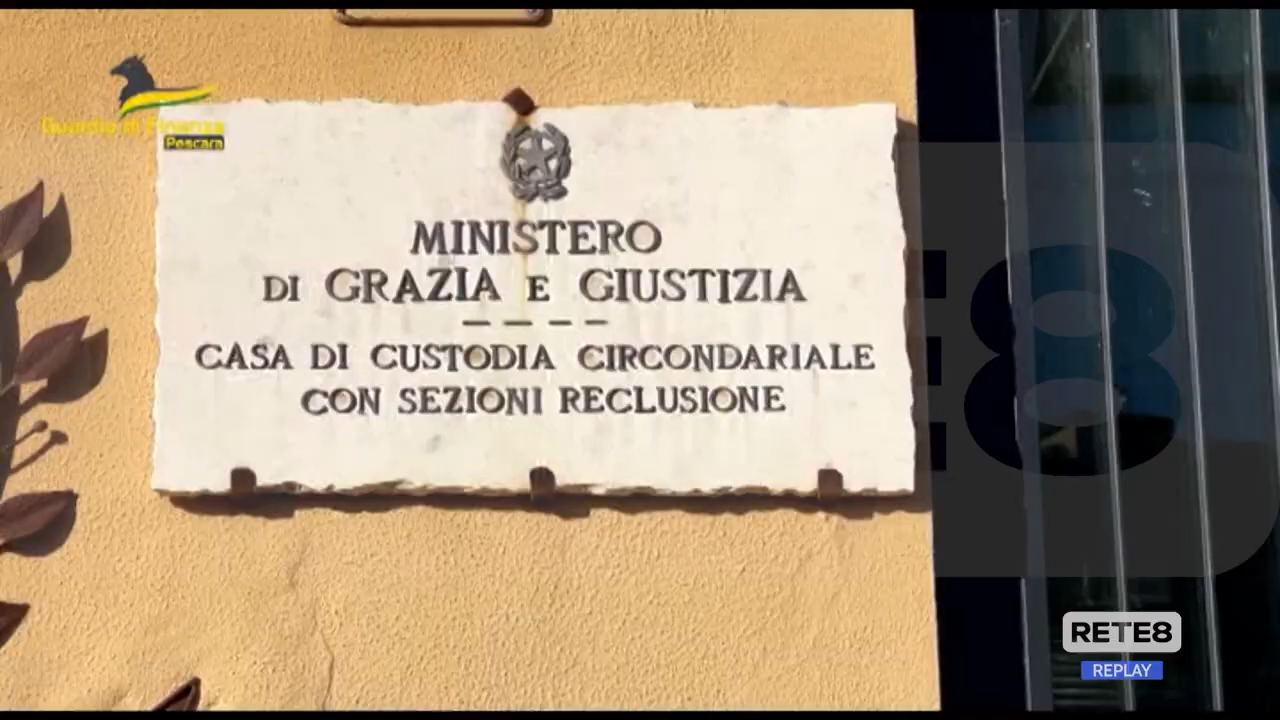 Guardia di Finanza
Pescara
MINISTERO
DI GRAZIA E GIUSTIZIA
CASA DI CUSTODIA CIRCONDARIALE
CON SEZIONI RECLUSIONE
RETE8
REPLAY